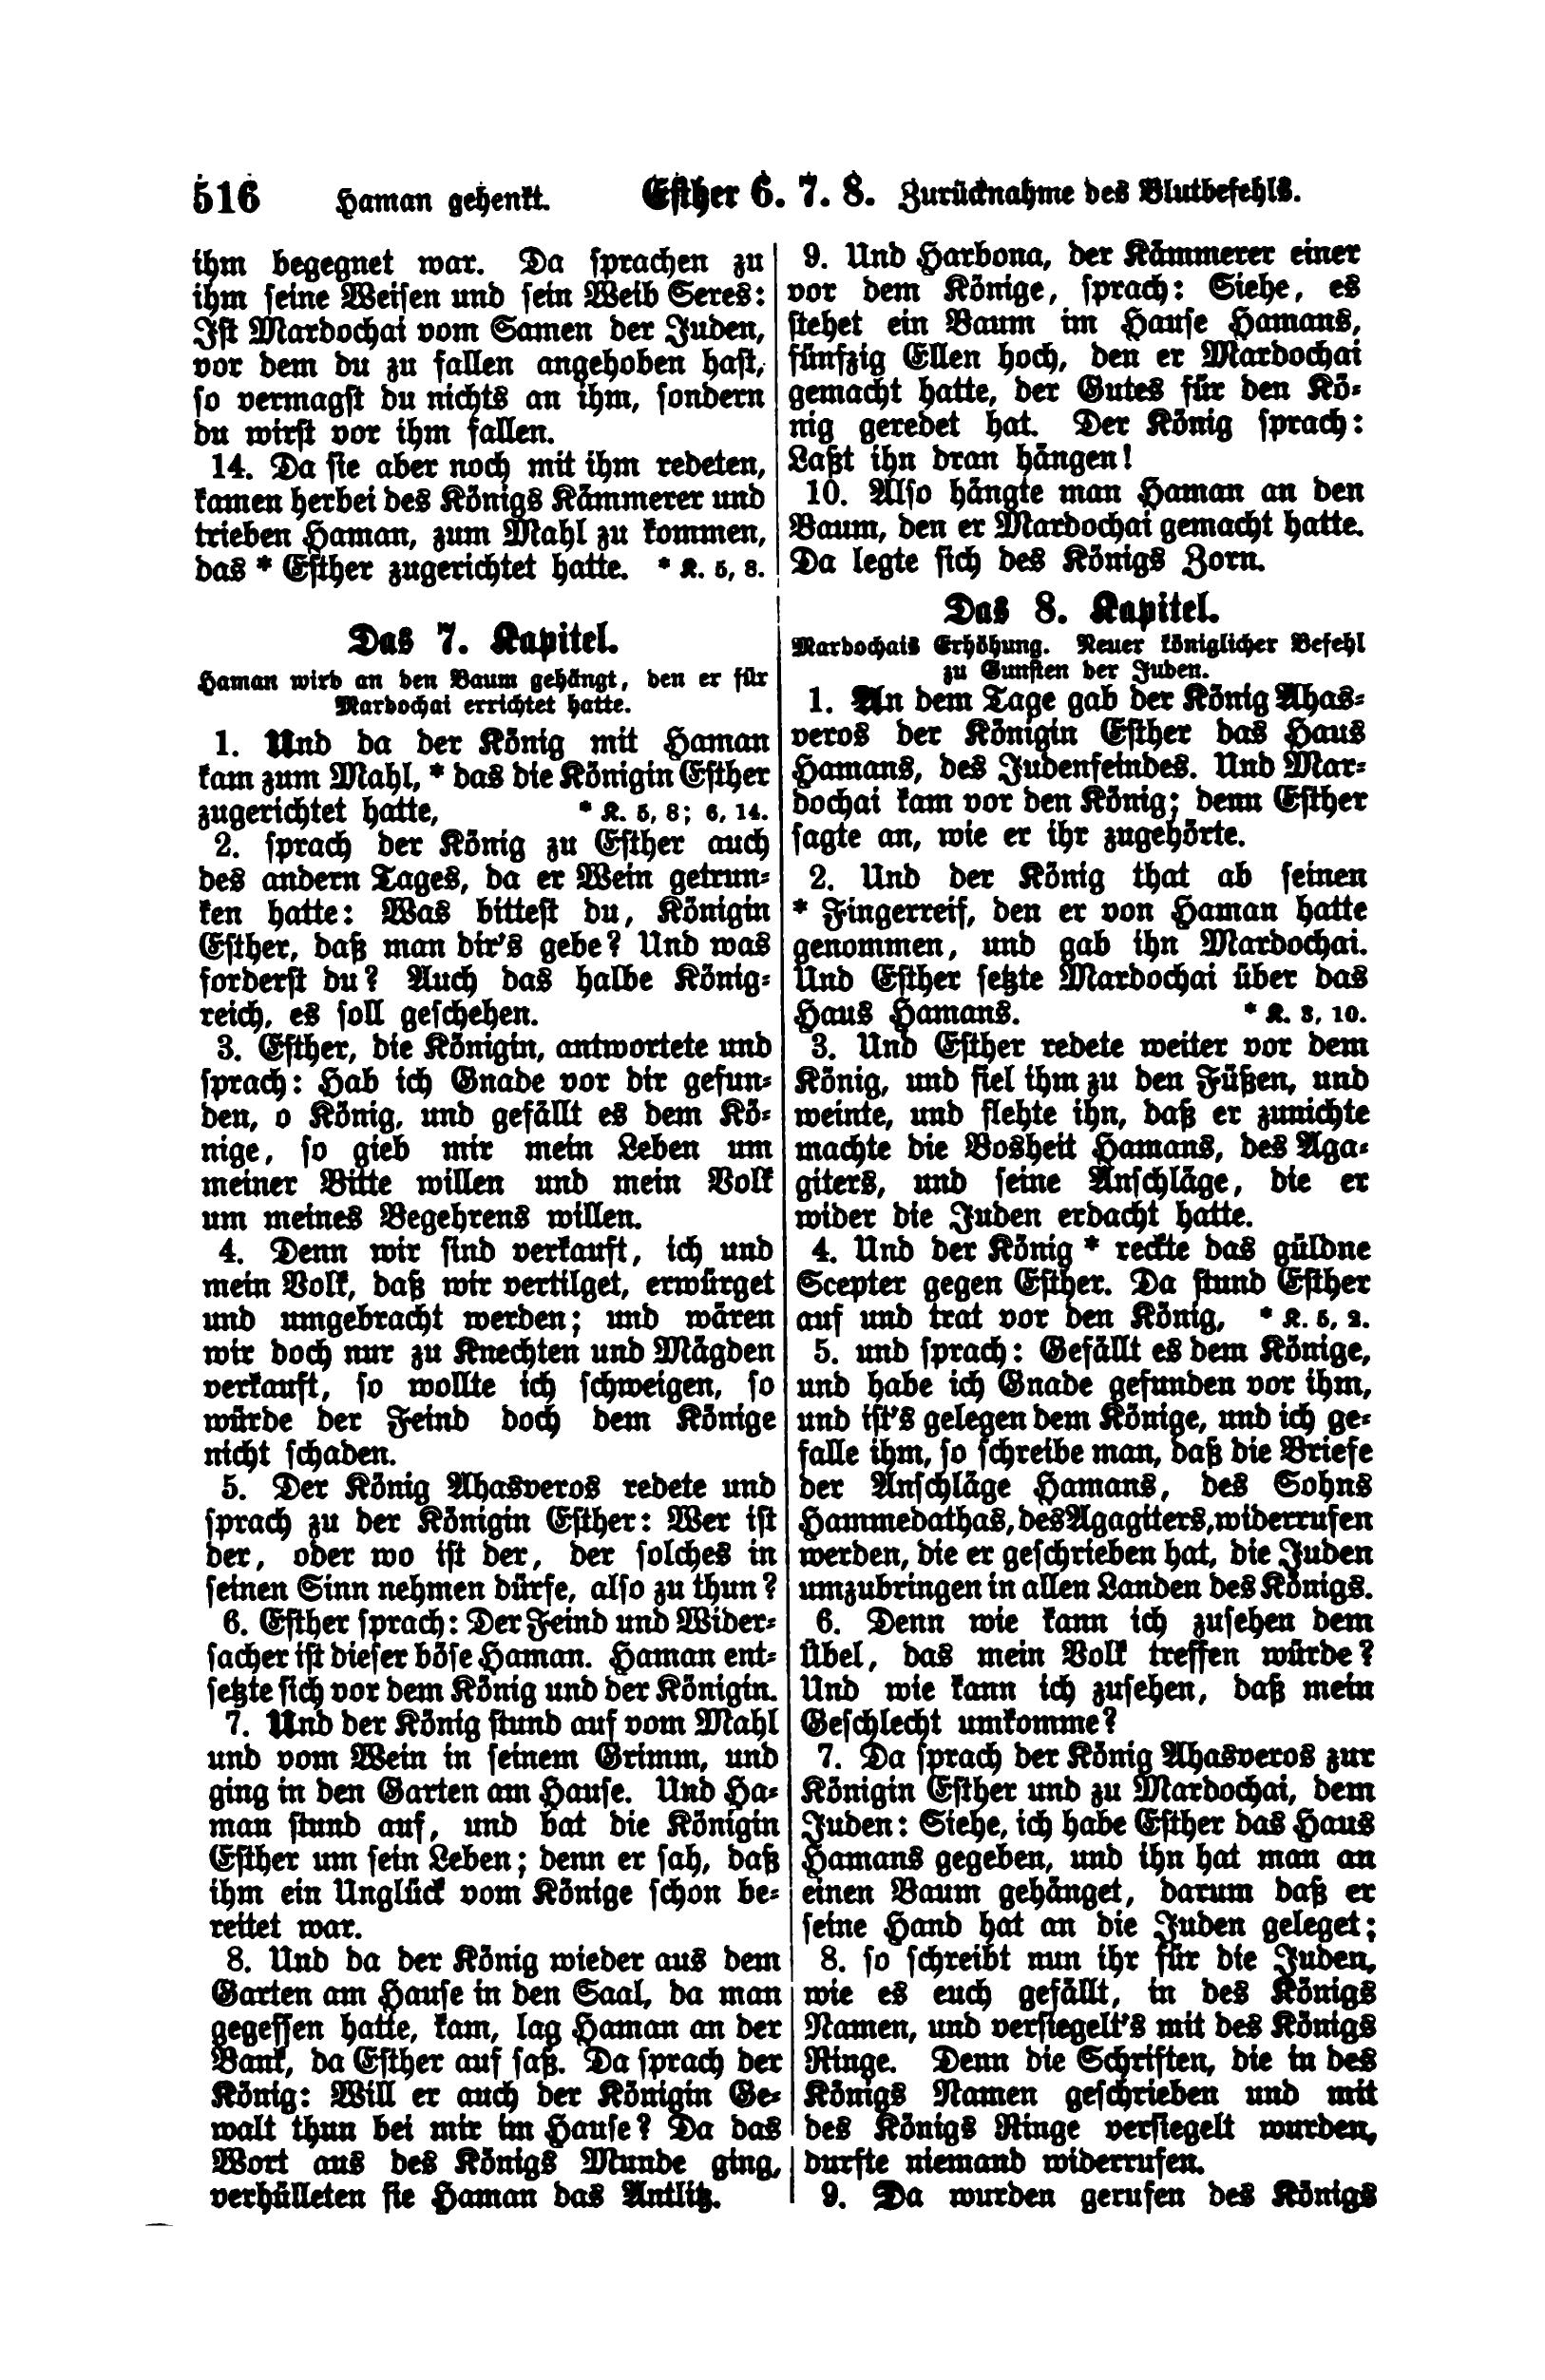 516 Haman gehenkt. Esther 6. 7. 8. Zurücknahme des Blutbefehls.
ihm begegnet war. Da sprachen zu
ihm seine Weisen und sein Weib Seres:
Ist Mardochai vom Samen der Juden,
vor dem du zu fallen angehoben hast,
so vermagst du nichts an ihm, sondern
du wirst vor ihm fallen.
14. Da sie aber noch mit ihm redeten,
kamen herbei des Königs Kämmerer und
trieben Haman, zum Mahl zu kommen,
das * Esther zugerichtet hatte. * K. 5, 8.
Das 7. Kapitel.
Haman wird an den Baum gehängt, den er für
Mardochai errichtet hatte.
1. Und da der König mit Haman
kam zum Mahl, * das die Königin Esther
zugerichtet hatte, * K. 5, 8; 6, 14.
2. sprach der König zu Esther auch
des andern Tages, da er Wein getrun-
ken hatte: Was bittest du, Königin
Esther, daß man dir's gebe? Und was
forderst du? Auch das halbe König-
reich, es soll geschehen.
3. Esther, die Königin, antwortete und
sprach: Hab ich Gnade vor dir gefun-
den, o König, und gefällt es dem Kö-
nige, so gieb mir mein Leben um
meiner Bitte willen und mein Volk
um meines Begehrens willen.
4. Denn wir sind verkauft, ich und
mein Volk, daß wir vertilget, erwürget
und umgebracht werden; und wären
wir doch nur zu Knechten und Mägden
verkauft, so wollte ich schweigen, so
würde der Feind doch dem Könige
nicht schaden.
5. Der König Ahasveros redete und
sprach zu der Königin Esther: Wer ist
der, oder wo ist der, der solches in
seinen Sinn nehmen dürfe, also zu thun?
6. Esther sprach: Der Feind und Wider-
sacher ist dieser böse Haman. Haman ent-
setzte sich vor dem König und der Königin.
7. Und der König stund auf vom Mahl
und vom Wein in seinem Grimm, und
ging in den Garten am Hause. Und Ha-
man stund auf, und bat die Königin
Esther um sein Leben; denn er sah, daß
ihm ein Unglück vom Könige schon be-
reitet war.
8. Und da der König wieder aus dem
Garten am Hause in den Saal, da man
gegessen hatte, kam, lag Haman an der
Bank, da Esther auf saß. Da sprach der
König: Will er auch der Königin Ge-
walt thun bei mir im Hause? Da das
Wort aus des Königs Munde ging,
verhülleten sie Haman das Antlitz.
9. Und Harbona, der Kämmerer einer
vor dem Könige, sprach: Siehe, es
stehet ein Baum im Hause Hamans,
fünfzig Ellen hoch, den er Mardochai
gemacht hatte, der Gutes für den Kö-
nig geredet hat. Der König sprach:
Laßt ihn dran hängen!
10. Also hängte man Haman an den
Baum, den er Mardochai gemacht hatte.
Da legte sich des Königs Zorn.
Das 8. Kapitel.
Mardochais Erhöhung. Neuer königlicher Befehl
zu Gunsten der Juden.
1. An dem Tage gab der König Ahas-
veros der Königin Esther das Haus
Hamans, des Judenfeindes. Und Mar-
dochai kam vor den König; denn Esther
sagte an, wie er ihr zugehörte.
2. Und der König that ab seinen
* Fingerreif, den er von Haman hatte
genommen, und gab ihn Mardochai.
Und Esther setzte Mardochai über das
Haus Hamans. * K. 3, 10.
3. Und Esther redete weiter vor dem
König, und fiel ihm zu den Füßen, und
weinte, und flehte ihn, daß er zunichte
machte die Bosheit Hamans, des Aga-
giters, und seine Anschläge, die er
wider die Juden erdacht hatte.
4. Und der König * reckte das güldne
Scepter gegen Esther. Da stund Esther
auf und trat vor den König, * K. 5, 2.
5. und sprach: Gefällt es dem Könige,
und habe ich Gnade gefunden vor ihm,
und ist's gelegen dem Könige, und ich ge-
falle ihm, so schreibe man, daß die Briefe
der Anschläge Hamans, des Sohns
Hammedathas, des Agagiters, widerrufen
werden, die er geschrieben hat, die Juden
umzubringen in allen Landen des Königs.
6. Denn wie kann ich zusehen dem
Übel, das mein Volk treffen würde?
Und wie kann ich zusehen, daß mein
Geschlecht umkomme?
7. Da sprach der König Ahasveros zur
Königin Esther und zu Mardochai, dem
Juden: Siehe, ich habe Esther das Haus
Hamans gegeben, und ihn hat man an
einen Baum gehänget, darum daß er
seine Hand hat an die Juden geleget;
8. so schreibt nun ihr für die Juden,
wie es euch gefällt, in des Königs
Namen, und versiegelt's mit des Königs
Ringe. Denn die Schriften, die in des
Königs Namen geschrieben und mit
des Königs Ringe versiegelt wurden,
durfte niemand widerrufen.
9. Da wurden gerufen des Königs